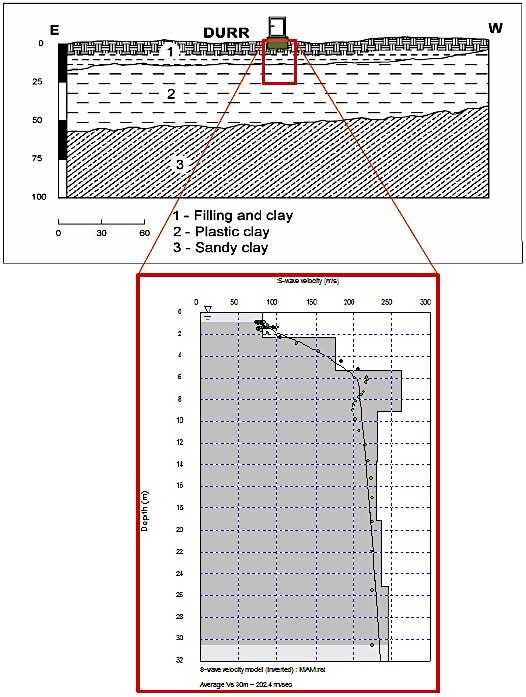 E
DURR
W
0
25
50
75
100
1
2
3
0 30 60
1 - Filling and clay
2 - Plastic clay
3 - Sandy clay
S-wave velocity (m/s)
0 50 100 150 200 250 300
0
2
4
6
8
10
12
14
16
18
20
22
24
26
28
30
32
Depth (m)
S-wave velocity model (inverted) : MAM.rst
Average Vs 30m = 202.4 m/sec